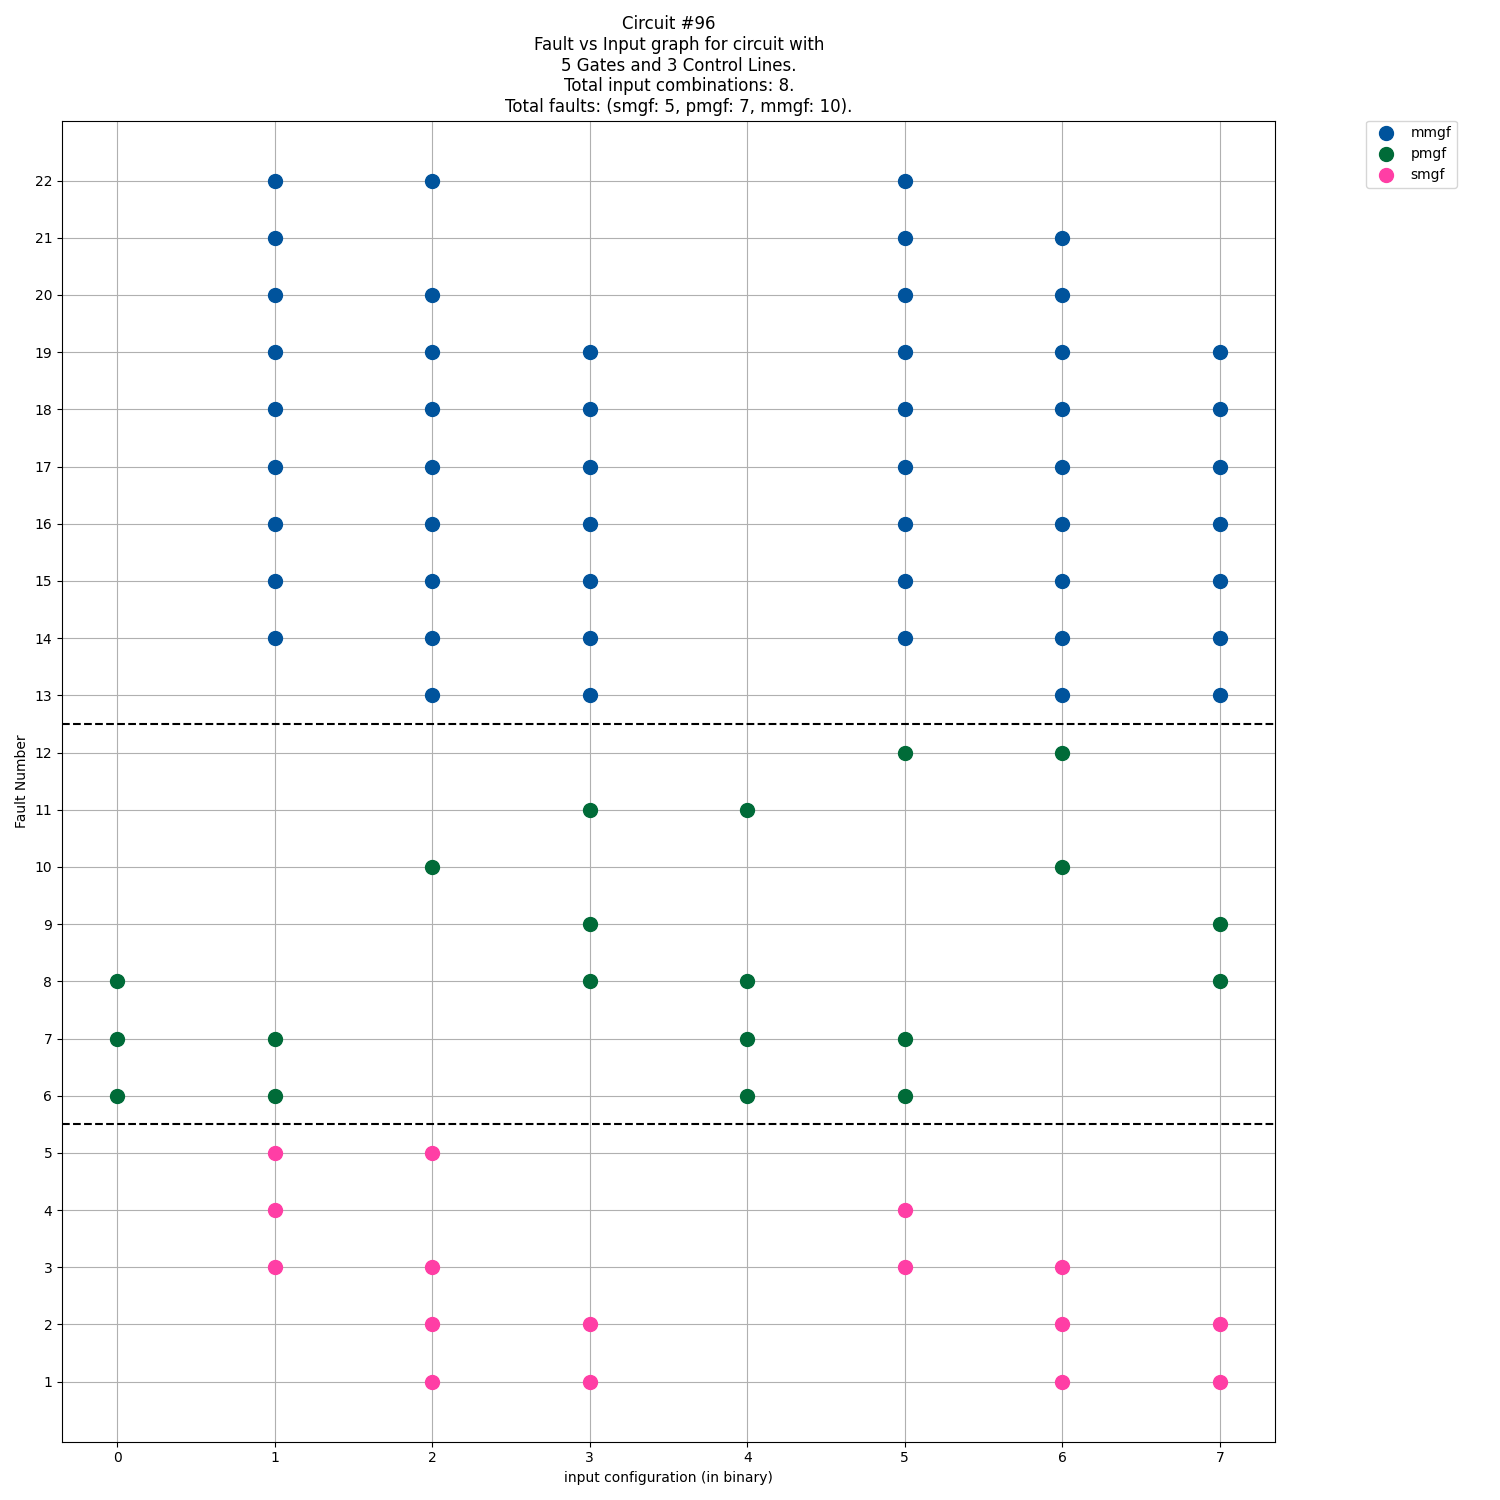 Circuit #96
Fault vs Input graph for circuit with
5 Gates and 3 Control Lines.
Total input combinations: 8.
Total faults: (smgf: 5, pmgf: 7, mmgf: 10).
mmgf
pmgf
smgf
22
21
20
19
18
17
16
15
14
13
12
11
10
9
8
7
6
5
4
3
2
1
Fault Number
0 1 2 3 4 5 6 7
input configuration (in binary)